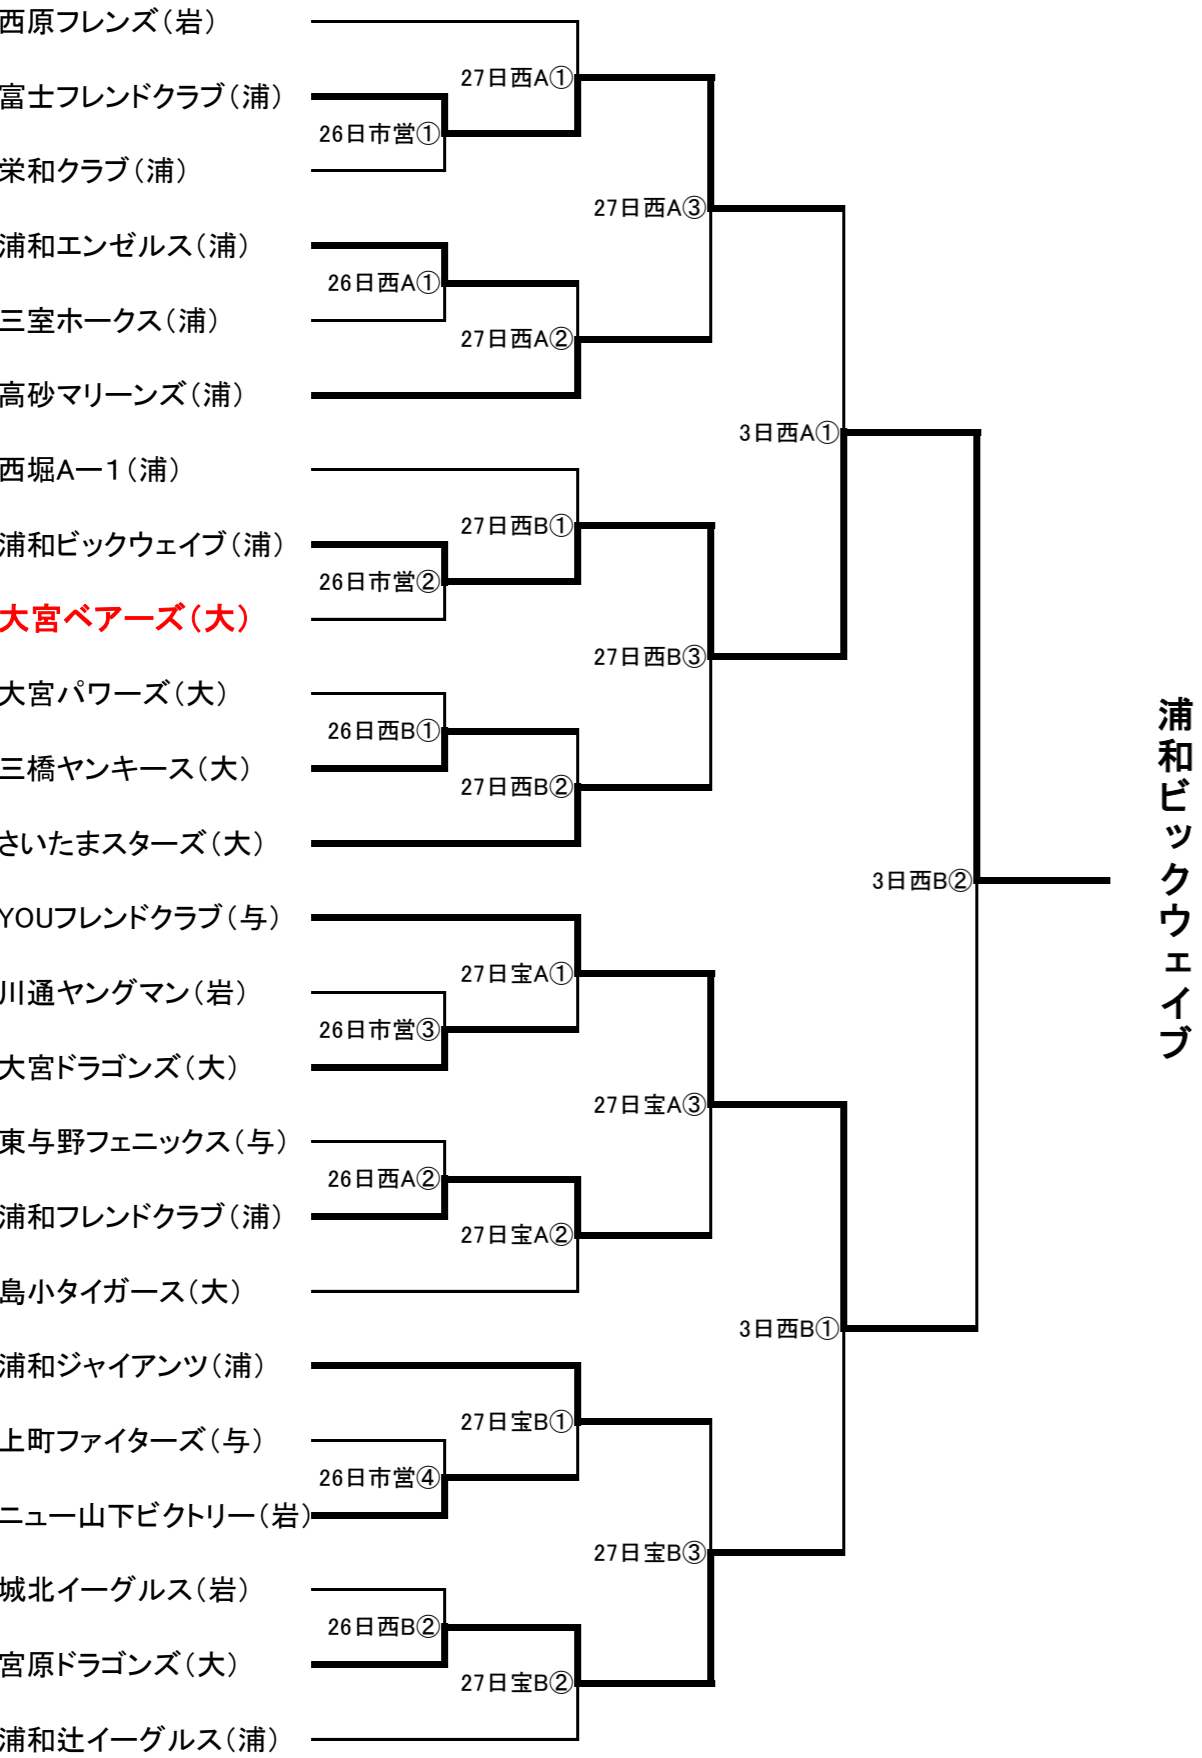 西原フレンズ（岩）
27日西A①
富士フレンドクラブ（浦）
26日市営①
栄和クラブ（浦）
27日西A③
浦和エンゼルス（浦）
26日西A①
三室ホークス（浦）
27日西A②
高砂マリーンズ（浦）
3日西A①
西堀Aー１（浦）
27日西B①
浦和ビックウェイブ（浦）
26日市営②
大宮ベアーズ（大）
27日西B③
大宮パワーズ（大）
26日西B①
三橋ヤンキース（大）
27日西B②
さいたまスターズ（大）
3日西B②
浦和ビックウェイブ
YOUフレンドクラブ（与）
27日宝A①
川通ヤングマン（岩）
26日市営③
大宮ドラゴンズ（大）
27日宝A③
東与野フェニックス（与）
26日西A②
浦和フレンドクラブ（浦）
27日宝A②
島小タイガース（大）
3日西B①
浦和ジャイアンツ（浦）
27日宝B①
上町ファイターズ（与）
26日市営④
ニュー山下ビクトリー（岩）
27日宝B③
城北イーグルス（岩）
26日西B②
宮原ドラゴンズ（大）
27日宝B②
浦和辻イーグルス（浦）